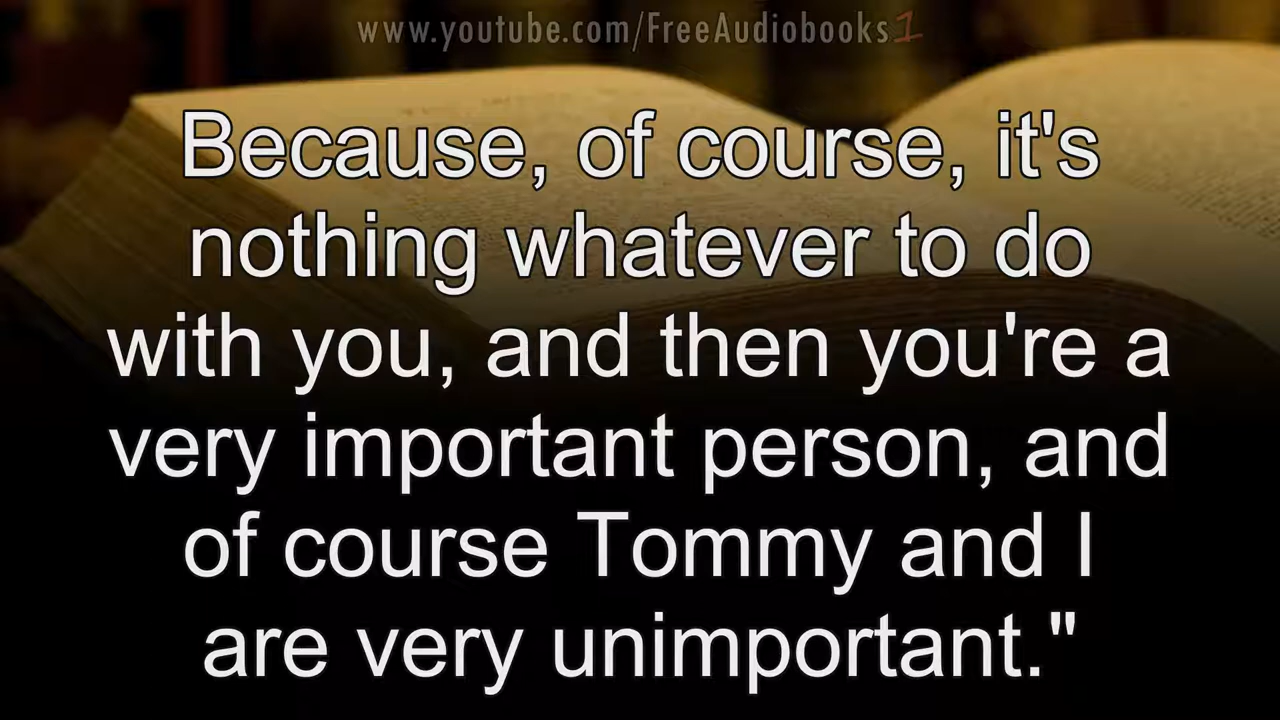 www.youtube.com/FreeAudiobooks1
Because, of course, it's
nothing whatever to do
with you, and then you're a
very important person, and
of course Tommy and I
are very unimportant."